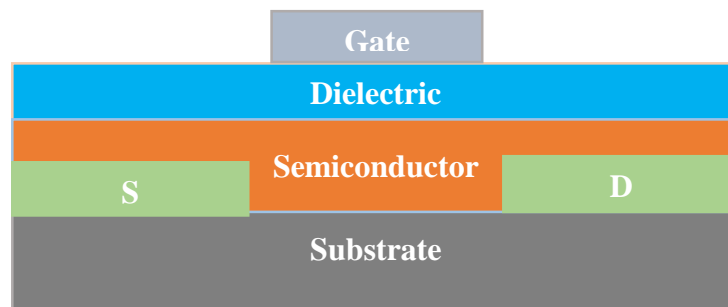 Gate
Dielectric
Semiconductor
S
D
Substrate